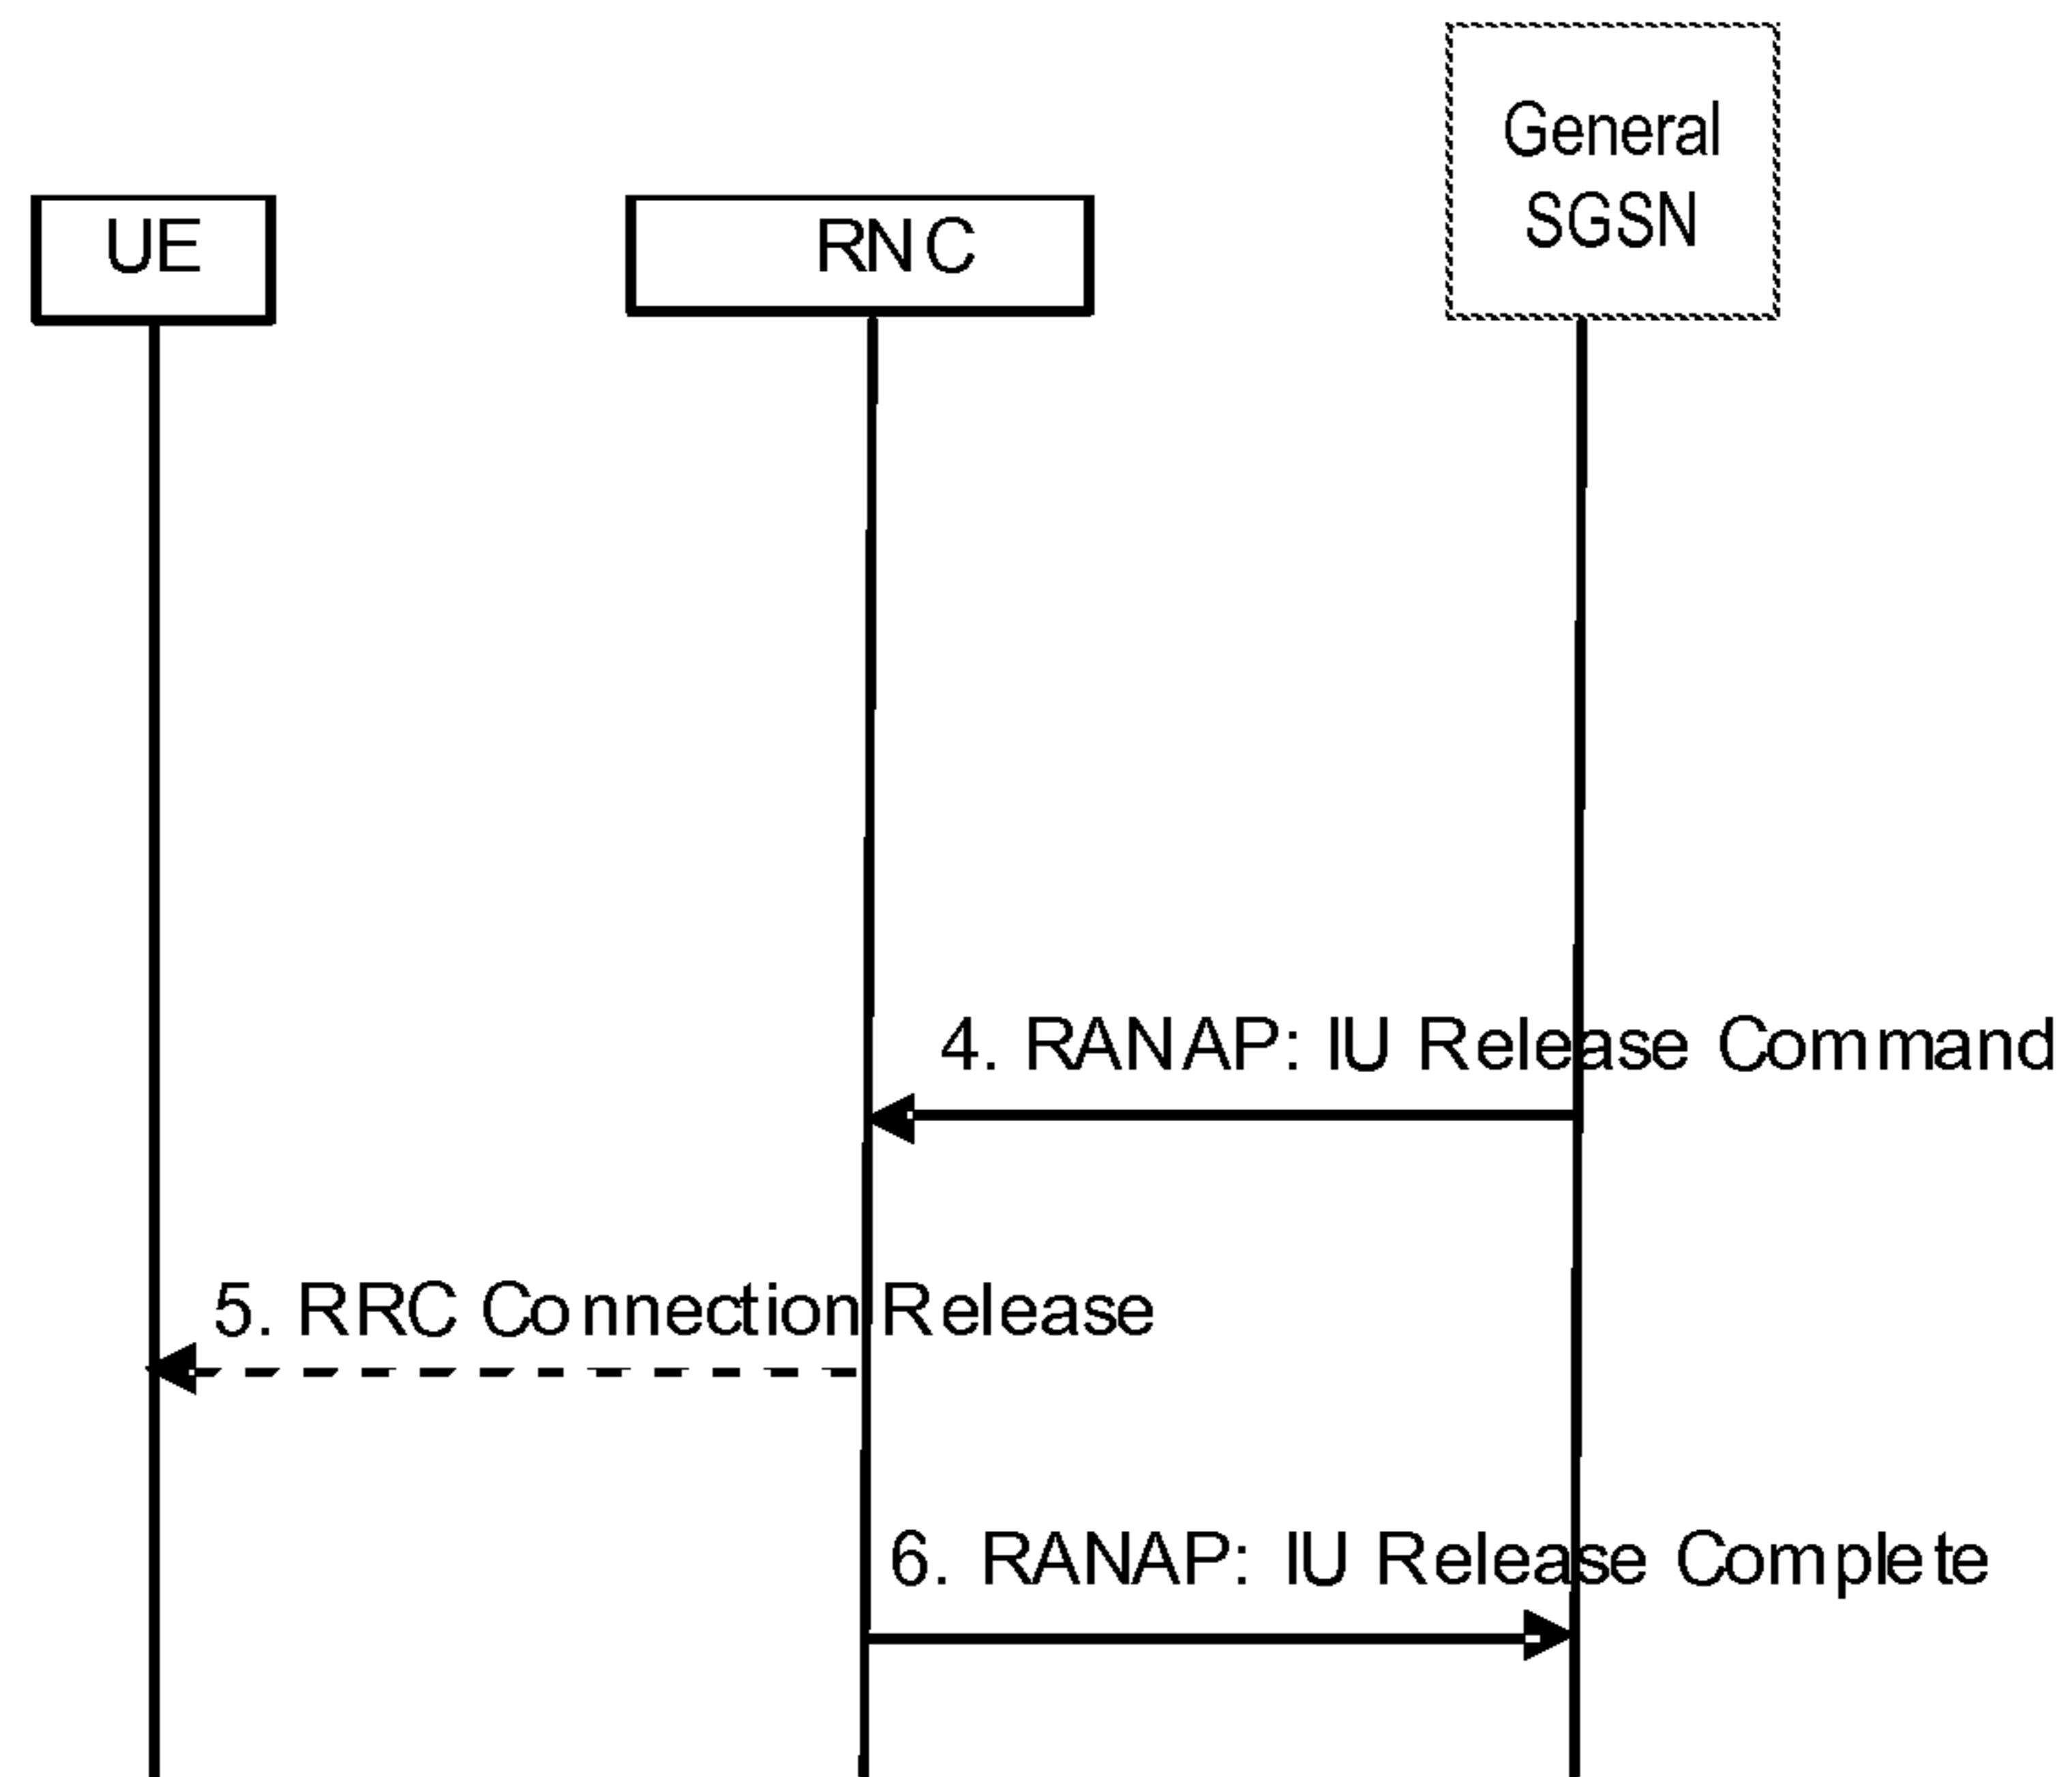 General
SGSN
UE
RNC
4. RANAP: IU Release Command
5. RRC Connection Release
6. RANAP: IU Release Complete